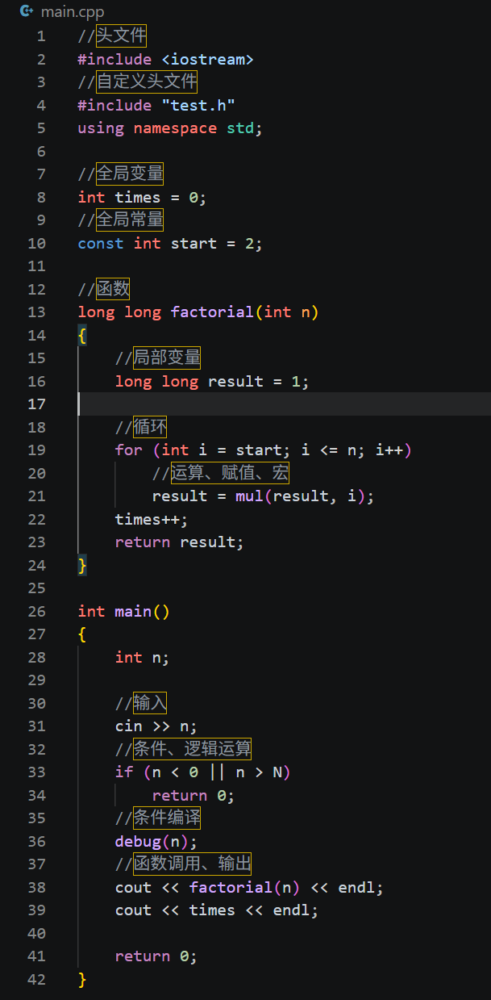 main.cpp
1 //头文件
2 #include <iostream>
3 //自定义头文件
4 #include "test.h"
5 using namespace std;
6
7 //全局变量
8 int times = 0;
9 //全局常量
10 const int start = 2;
11
12 //函数
13 long long factorial(int n)
14 {
15     //局部变量
16     long long result = 1;
17
18     //循环
19     for (int i = start; i <= n; i++)
20         //运算、赋值、宏
21         result = mul(result, i);
22     times++;
23     return result;
24 }
25
26 int main()
27 {
28     int n;
29
30     //输入
31     cin >> n;
32     //条件、逻辑运算
33     if (n < 0 || n > N)
34         return 0;
35     //条件编译
36     debug(n);
37     //函数调用、输出
38     cout << factorial(n) << endl;
39     cout << times << endl;
40
41     return 0;
42 }